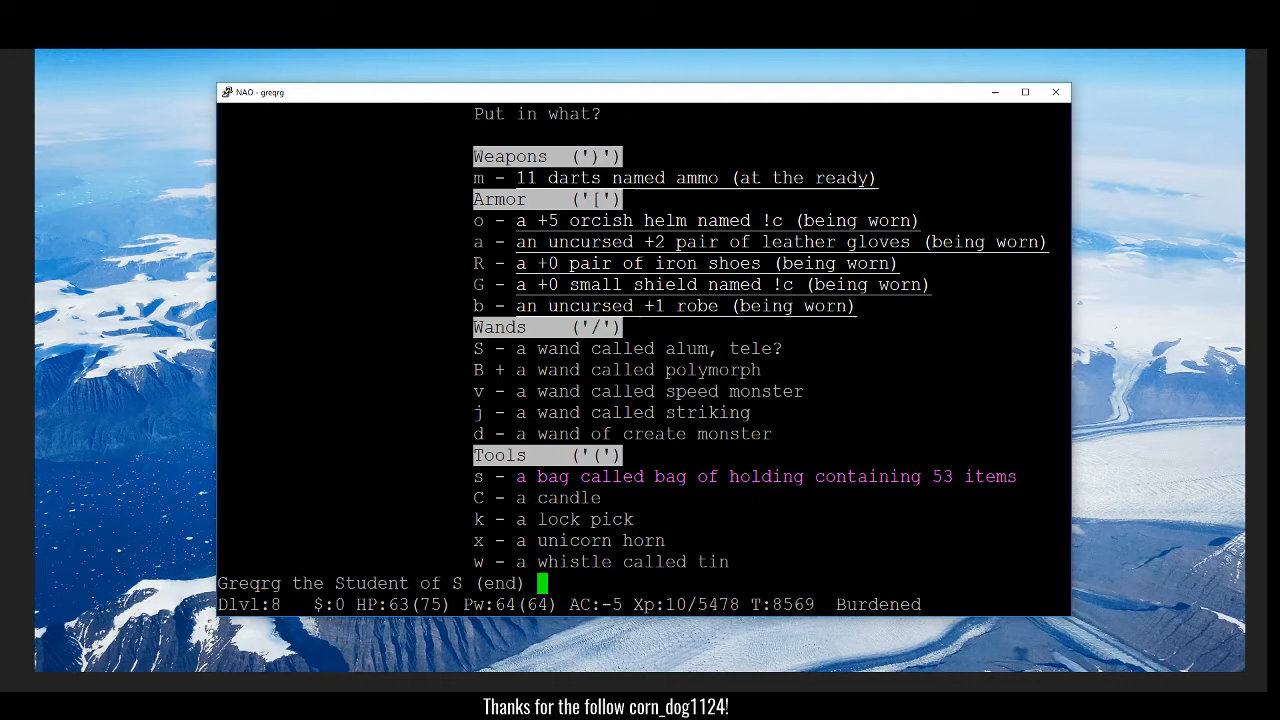 NAO - greqrg
Put in what?
Weapons (')')
m - 11 darts named ammo (at the ready)
Armor ('[')
o - a +5 orcish helm named !c (being worn)
a - an uncursed +2 pair of leather gloves (being worn)
R - a +0 pair of iron shoes (being worn)
G - a +0 small shield named !c (being worn)
b - an uncursed +1 robe (being worn)
Wands ('/')
S - a wand called alum, tele?
B + a wand called polymorph
v - a wand called speed monster
j - a wand called striking
d - a wand of create monster
Tools ('(')
s - a bag called bag of holding containing 53 items
C - a candle
k - a lock pick
x - a unicorn horn
w - a whistle called tin
Greqrg the Student of S (end)
Dlvl:8 $:0 HP:63(75) Pw:64(64) AC:-5 Xp:10/5478 T:8569 Burdened
Thanks for the follow corn_dog1124!